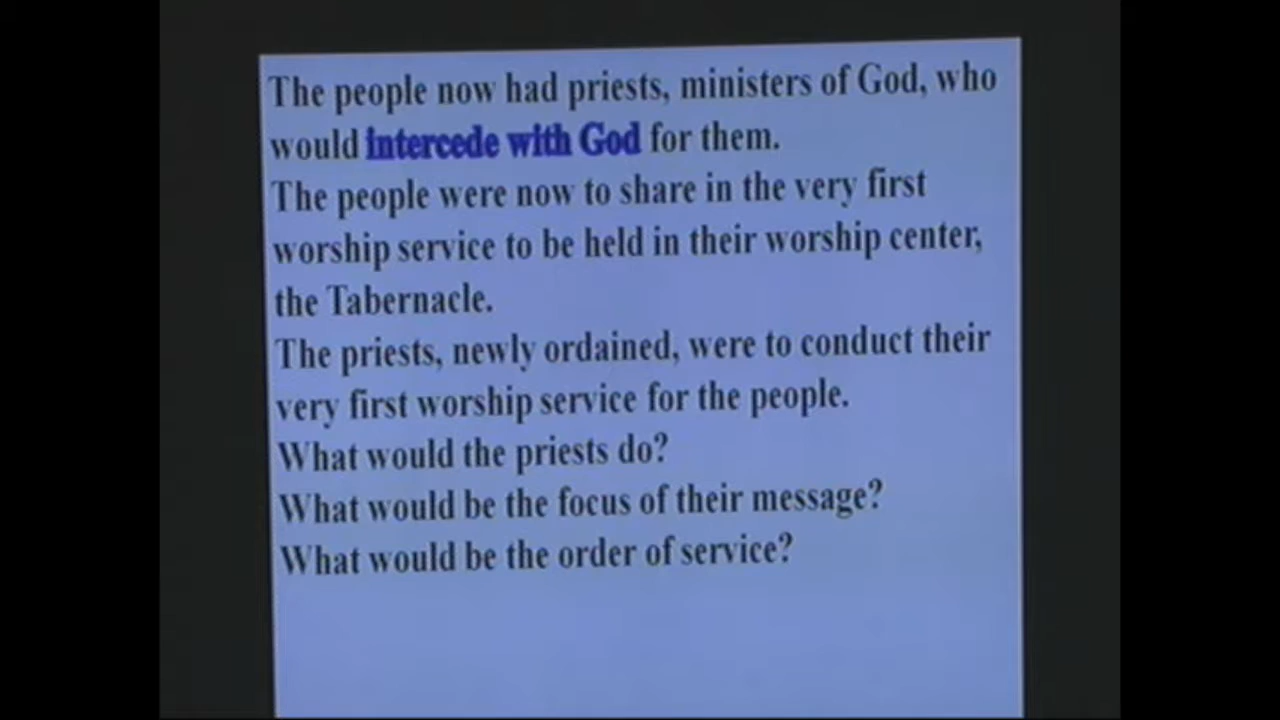 The people now had priests, ministers of God, who
would intercede with God for them.
The people were now to share in the very first
worship service to be held in their worship center,
the Tabernacle.
The priests, newly ordained, were to conduct their
very first worship service for the people.
What would the priests do?
What would be the focus of their message?
What would be the order of service?